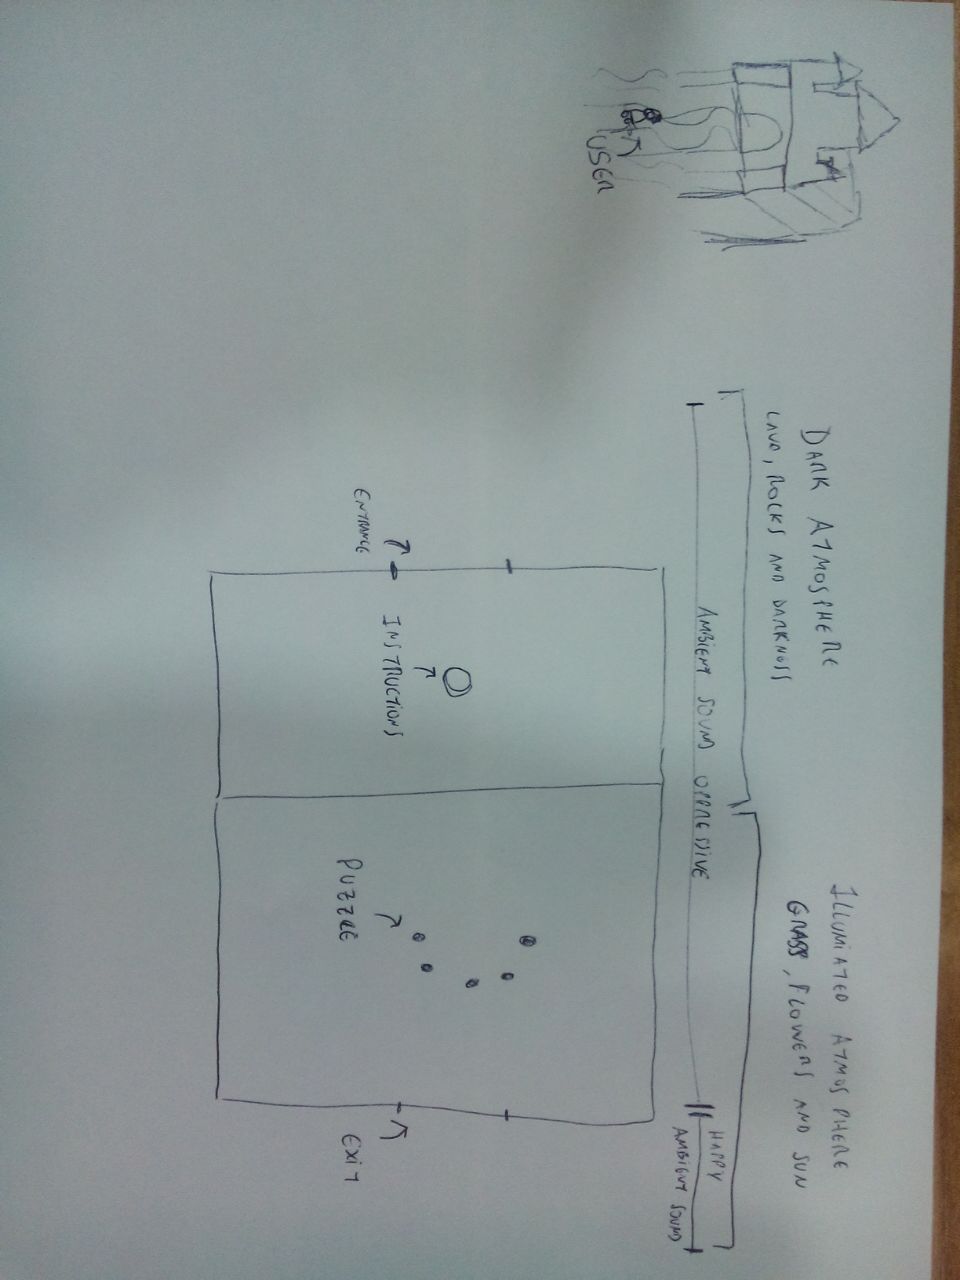 DARK ATMOSPHERE
LAVA, ROCKS AND DARKNESS
ILLUMIATED ATMOSPHERE
GRASS, FLOWERS AND SUN
AMBIENT SOUND OPPRESSIVE
HAPPY
AMBIENT SOUND
USER
ENTRANCE
INSTRUCTIONS
PUZZLE
EXIT